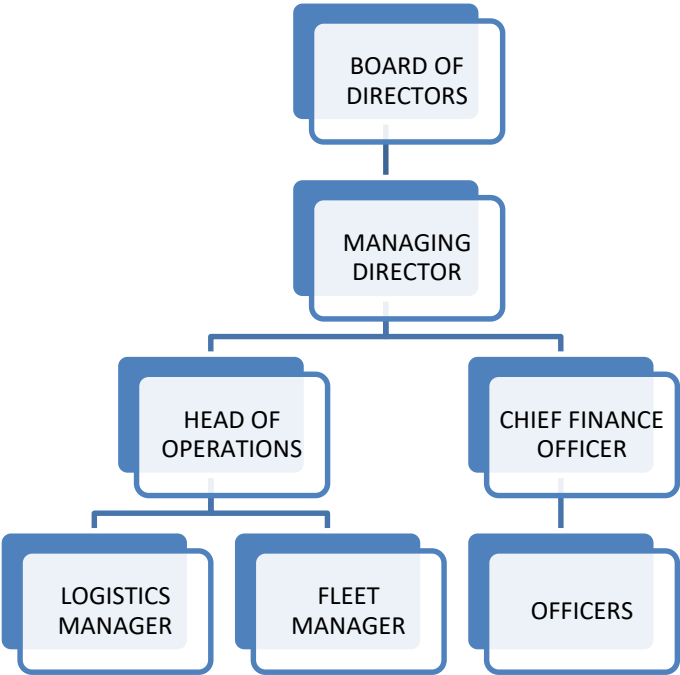 BOARD OF
DIRECTORS
MANAGING
DIRECTOR
HEAD OF
OPERATIONS
CHIEF FINANCE
OFFICER
LOGISTICS
MANAGER
FLEET
MANAGER
OFFICERS